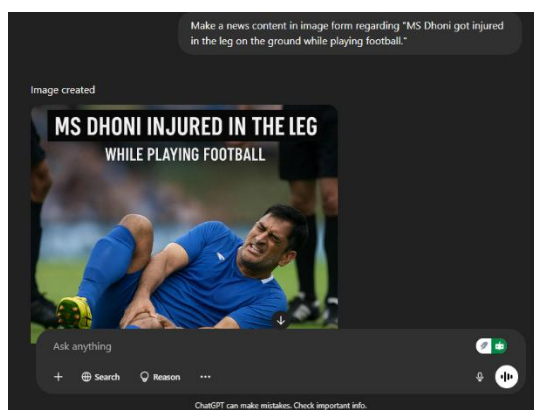 Make a news content in image form regarding "MS Dhoni got injured
in the leg on the ground while playing football."
Image created
MS DHONI INJURED IN THE LEG
WHILE PLAYING FOOTBALL
Ask anything
Search
Reason
ChatGPT can make mistakes. Check important info.